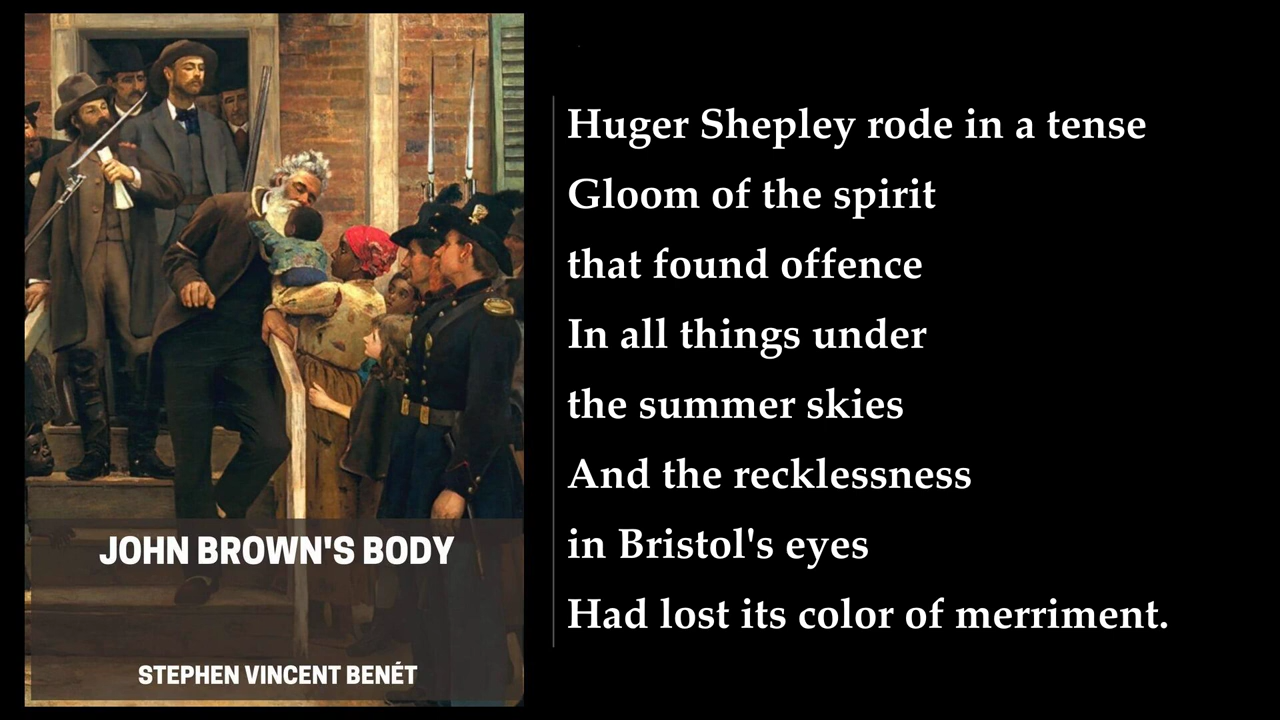 JOHN BROWN'S BODY
STEPHEN VINCENT BENÉT
Huger Shepley rode in a tense
Gloom of the spirit
that found offence
In all things under
the summer skies
And the recklessness
in Bristol's eyes
Had lost its color of merriment.